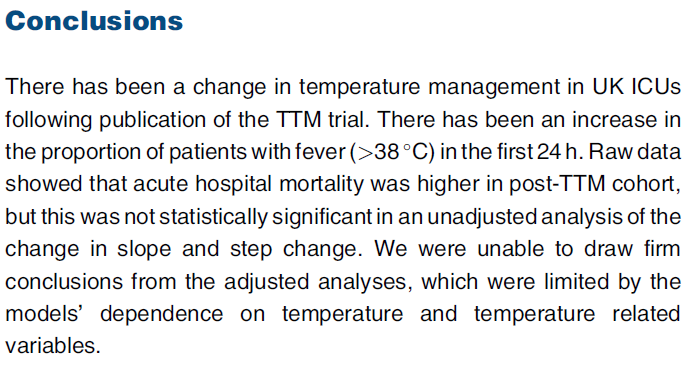 Conclusions
There has been a change in temperature management in UK ICUs
following publication of the TTM trial. There has been an increase in
the proportion of patients with fever (>38 °C) in the first 24 h. Raw data
showed that acute hospital mortality was higher in post-TTM cohort,
but this was not statistically significant in an unadjusted analysis of the
change in slope and step change. We were unable to draw firm
conclusions from the adjusted analyses, which were limited by the
models’ dependence on temperature and temperature related
variables.